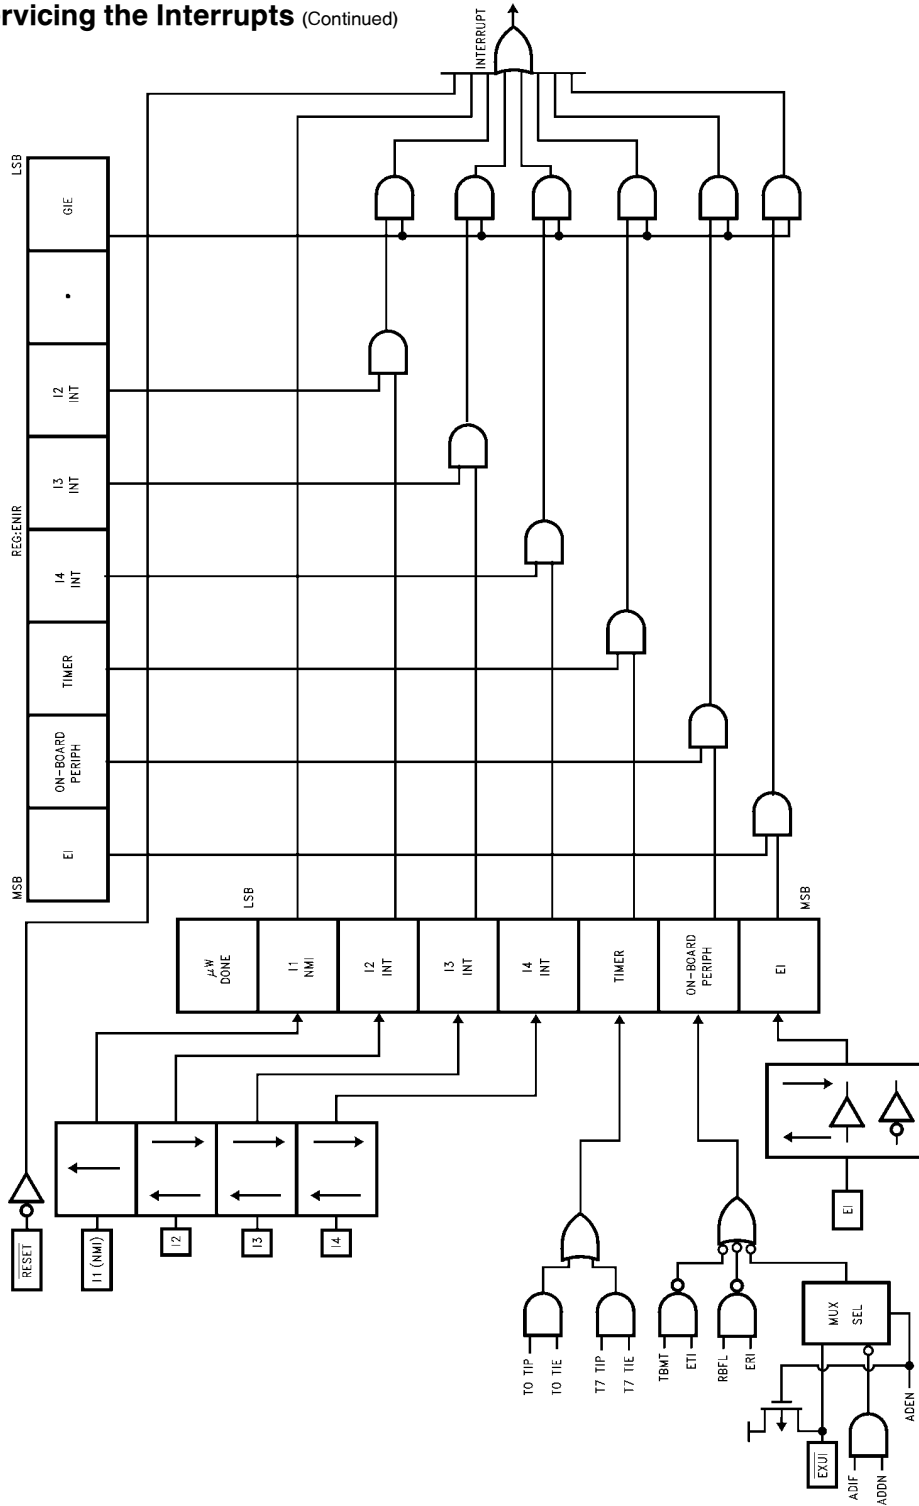 rvicing the Interrupts (Continued)
INTERRUPT
LSB
GIE
•
I2
INT
I3
INT
REG:ENIR
I4
INT
TIMER
ON-BOARD
PERIPH
EI
MSB
LSB
MSB
μW
DONE
I1
NMI
I2
INT
I3
INT
I4
INT
TIMER
ON-BOARD
PERIPH
EI
RESET
I1 (NMI)
I2
I3
I4
EI
T0 TIP
T0 TIE
T7 TIP
T7 TIE
TBMT
ETI
RBFL
ERI
MUX
SEL
EXUI
ADIF
ADDN
ADEN